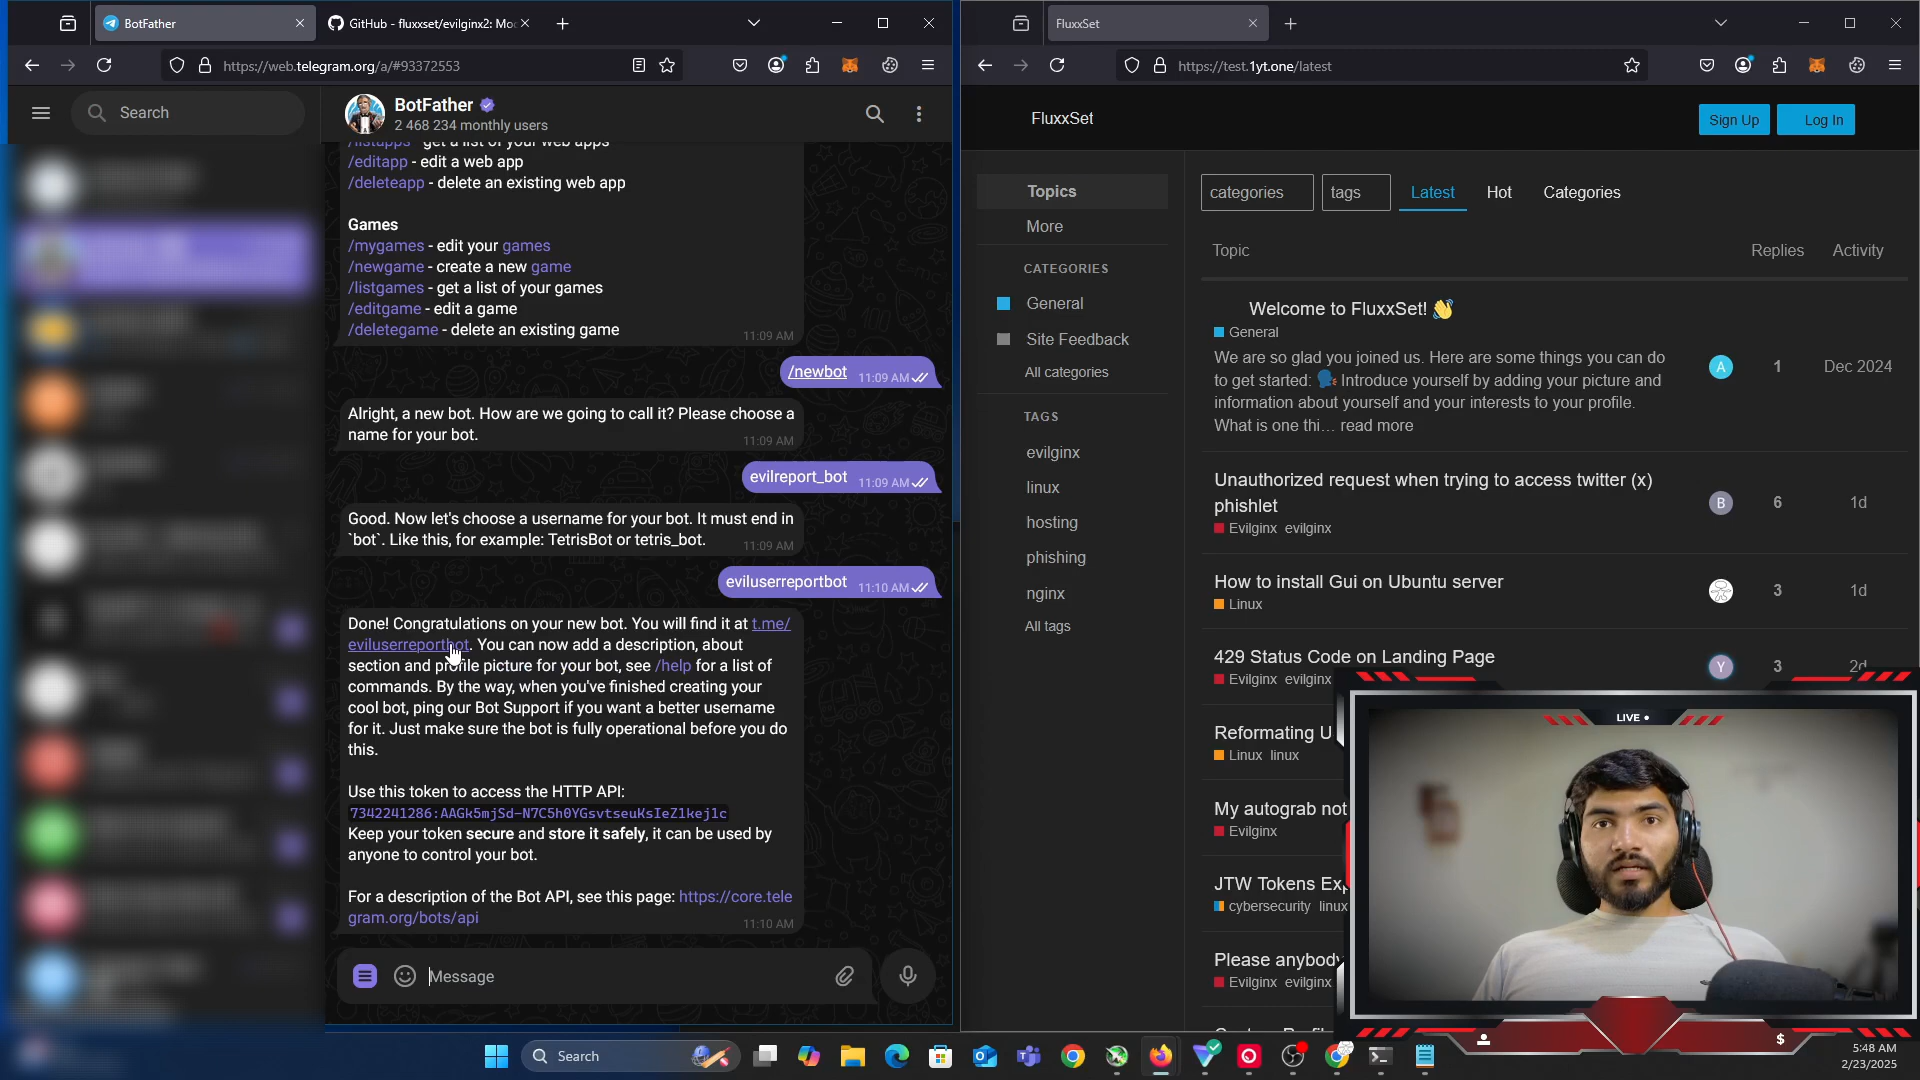 BotFather
GitHub - fluxxset/evilginx2: Mo
https://web.telegram.org/a/#93372553
Search
BotFather
2 468 234 monthly users
/listapps - get a list of your web apps
/editapp - edit a web app
/deleteapp - delete an existing web app
Games
/mygames - edit your games
/newgame - create a new game
/listgames - get a list of your games
/editgame - edit a game
/deletegame - delete an existing game
11:09 AM
/newbot 11:09 AM
Alright, a new bot. How are we going to call it? Please choose a
name for your bot.
11:09 AM
evilreport_bot 11:09 AM
Good. Now let's choose a username for your bot. It must end in
`bot`. Like this, for example: TetrisBot or tetris_bot.
11:09 AM
eviluserreportbot 11:10 AM
Done! Congratulations on your new bot. You will find it at t.me/
eviluserreportbot. You can now add a description, about
section and profile picture for your bot, see /help for a list of
commands. By the way, when you've finished creating your
cool bot, ping our Bot Support if you want a better username
for it. Just make sure the bot is fully operational before you do
this.
Use this token to access the HTTP API:
7342241286:AAGk5mjSd-N7C5h0YGsvtseuKsIeZ1kej1c
Keep your token secure and store it safely, it can be used by
anyone to control your bot.
For a description of the Bot API, see this page: https://core.tele
gram.org/bots/api
11:10 AM
Message
FluxxSet
https://test.1yt.one/latest
FluxxSet
Sign Up
Log In
Topics
More
CATEGORIES
General
Site Feedback
All categories
TAGS
evilginx
linux
hosting
phishing
nginx
All tags
categories
tags
Latest
Hot
Categories
Topic
Replies
Activity
Welcome to FluxxSet! 👋
General
We are so glad you joined us. Here are some things you can do
to get started: 🗣 Introduce yourself by adding your picture and
information about yourself and your interests to your profile.
What is one thi… read more
A
1
Dec 2024
Unauthorized request when trying to access twitter (x)
phishlet
Evilginx evilginx
B
6
1d
How to install Gui on Ubuntu server
Linux
3
1d
429 Status Code on Landing Page
Evilginx evilginx
Y
3
2d
Reformating U
Linux linux
My autograb not
Evilginx
JTW Tokens Exp
cybersecurity linux
Please anybody
Evilginx evilginx
LIVE
$
Search
5:48 AM
2/23/2025